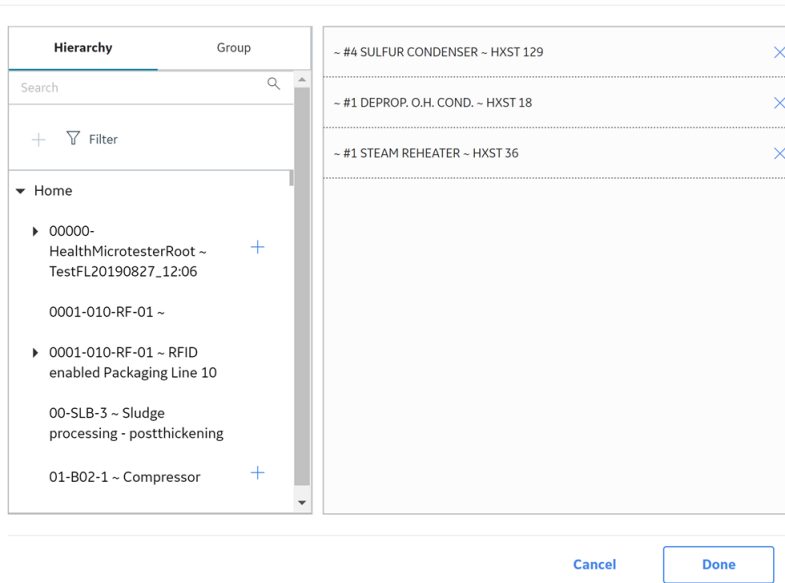 Hierarchy
Group
Search
Filter
Home
00000-
HealthMicrotesterRoot ~
TestFL20190827_12:06
0001-010-RF-01 ~
0001-010-RF-01 ~ RFID
enabled Packaging Line 10
00-SLB-3 ~ Sludge
processing - postthickening
01-B02-1 ~ Compressor
~ #4 SULFUR CONDENSER ~ HXST 129
~ #1 DEPROP. O.H. COND. ~ HXST 18
~ #1 STEAM REHEATER ~ HXST 36
Cancel
Done